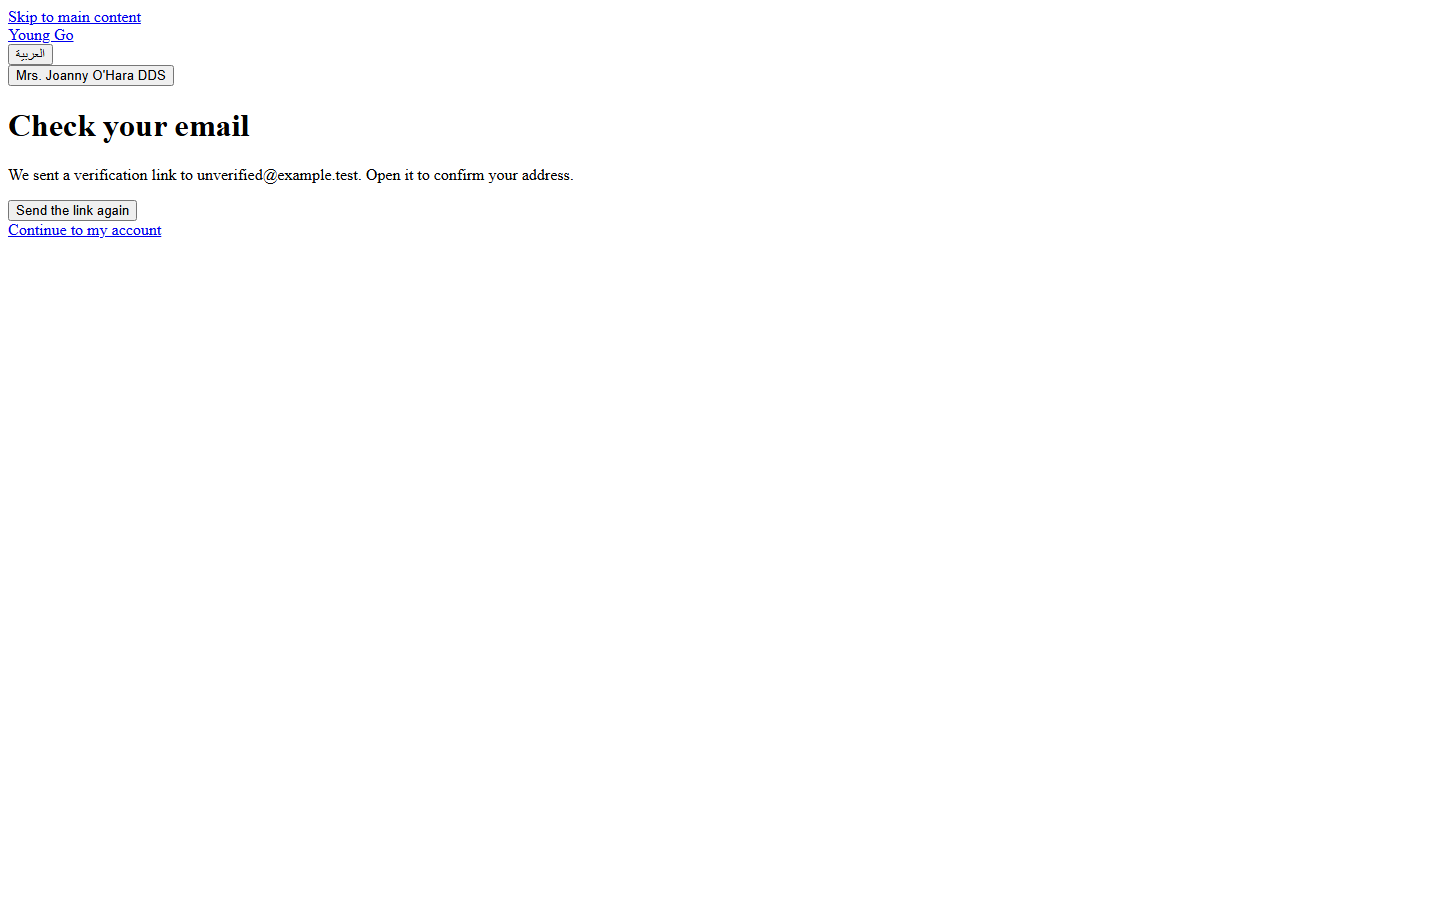 Skip to main content
Young Go
العربية
Mrs. Joanny O'Hara DDS
Check your email
We sent a verification link to unverified@example.test. Open it to confirm your address.
Send the link again
Continue to my account